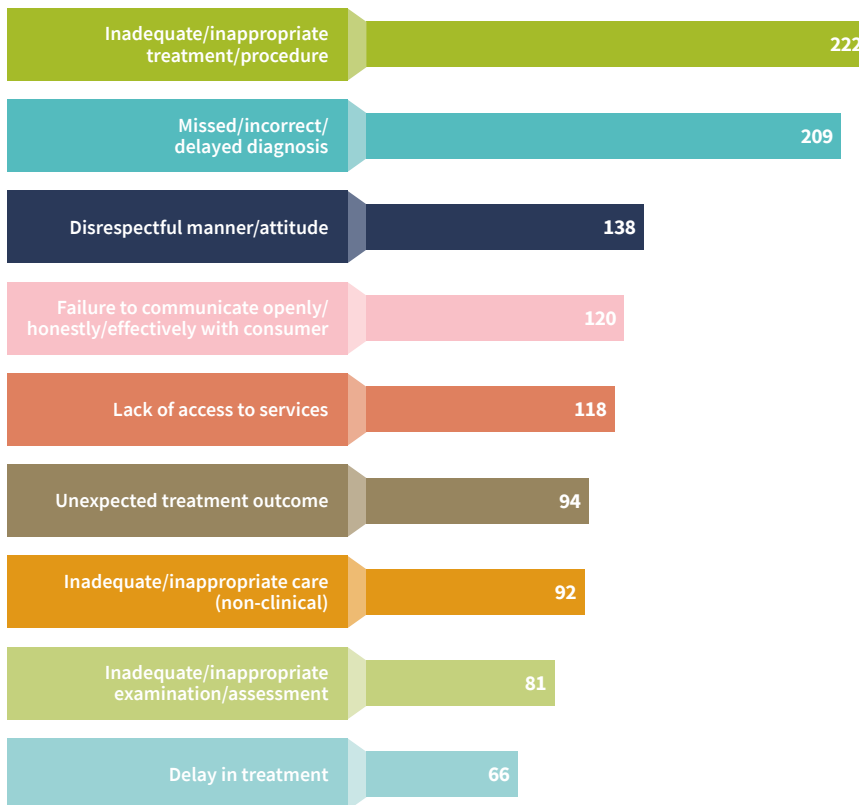 Inadequate/inappropriate
treatment/procedure
222
Missed/incorrect/
delayed diagnosis
209
Disrespectful manner/attitude
138
Failure to communicate openly/
honestly/effectively with consumer
120
Lack of access to services
118
Unexpected treatment outcome
94
Inadequate/inappropriate care
(non-clinical)
92
Inadequate/inappropriate
examination/assessment
81
Delay in treatment
66